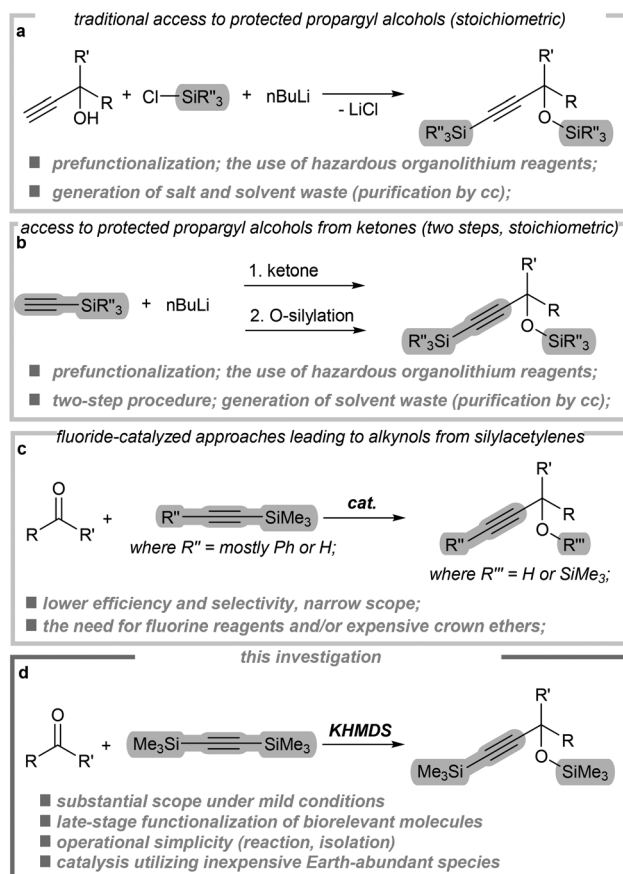 traditional access to protected propargyl alcohols (stoichiometric)
a
R'
R
OH
+
Cl
SiR″₃
+
nBuLi
- LiCl
R'
R
O
R″₃Si
SiR″₃
prefunctionalization; the use of hazardous organolithium reagents;
generation of salt and solvent waste (purification by cc);
access to protected propargyl alcohols from ketones (two steps, stoichiometric)
b
SiR″₃
+
nBuLi
1. ketone
2. O-silylation
R'
R
O
R″₃Si
SiR″₃
prefunctionalization; the use of hazardous organolithium reagents;
two-step procedure; generation of solvent waste (purification by cc);
fluoride-catalyzed approaches leading to alkynols from silylacetylenes
c
O
R
R'
+
R″
SiMe₃
where R″ = mostly Ph or H;
cat.
R'
R
O
R″
R‴
where R‴ = H or SiMe₃;
lower efficiency and selectivity, narrow scope;
the need for fluorine reagents and/or expensive crown ethers;
this investigation
d
O
R
R'
+
Me₃Si
SiMe₃
KHMDS
R'
R
O
Me₃Si
SiMe₃
substantial scope under mild conditions
late-stage functionalization of biorelevant molecules
operational simplicity (reaction, isolation)
catalysis utilizing inexpensive Earth-abundant species